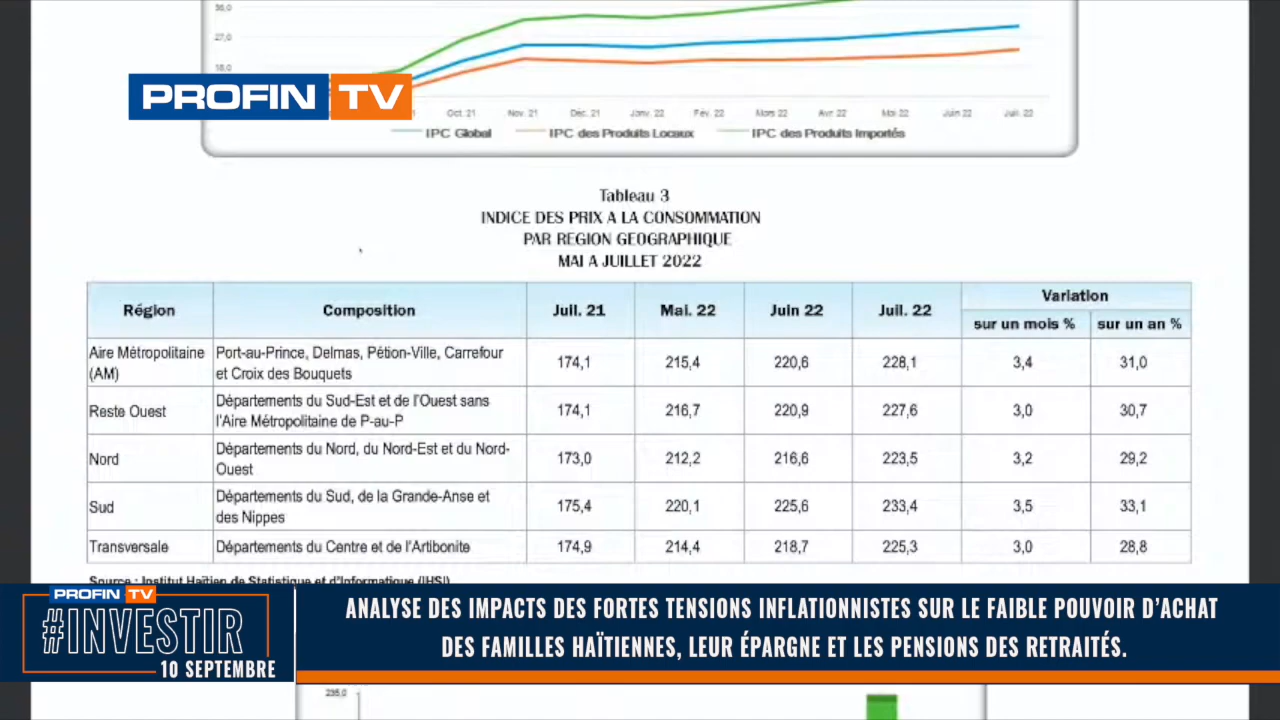 36,0
27,0
18,0
PROFIN TV
Oct. 21 Nov. 21 Déc. 21 Janv. 22 Fév. 22 Mars 22 Avr. 22 Mai 22 Juin 22 Juil. 22
IPC Global IPC des Produits Locaux IPC des Produits Importés
Tableau 3
INDICE DES PRIX A LA CONSOMMATION
PAR REGION GEOGRAPHIQUE
MAI A JUILLET 2022
Région Composition Juil. 21 Mai. 22 Juin 22 Juil. 22 Variation
sur un mois % sur un an %
Aire Métropolitaine Port-au-Prince, Delmas, Pétion-Ville, Carrefour
(AM) et Croix des Bouquets 174,1 215,4 220,6 228,1 3,4 31,0
Reste Ouest Départements du Sud-Est et de l'Ouest sans
l'Aire Métropolitaine de P-au-P 174,1 216,7 220,9 227,6 3,0 30,7
Nord Départements du Nord, du Nord-Est et du Nord-
Ouest 173,0 212,2 216,6 223,5 3,2 29,2
Sud Départements du Sud, de la Grande-Anse et
des Nippes 175,4 220,1 225,6 233,4 3,5 33,1
Transversale Départements du Centre et de l'Artibonite 174,9 214,4 218,7 225,3 3,0 28,8
Source : Institut Haïtien de Statistique et d'Informatique (IHSI)
PROFIN TV
#INVESTIR
10 SEPTEMBRE
ANALYSE DES IMPACTS DES FORTES TENSIONS INFLATIONNISTES SUR LE FAIBLE POUVOIR D'ACHAT
DES FAMILLES HAÏTIENNES, LEUR ÉPARGNE ET LES PENSIONS DES RETRAITÉS.
235,0